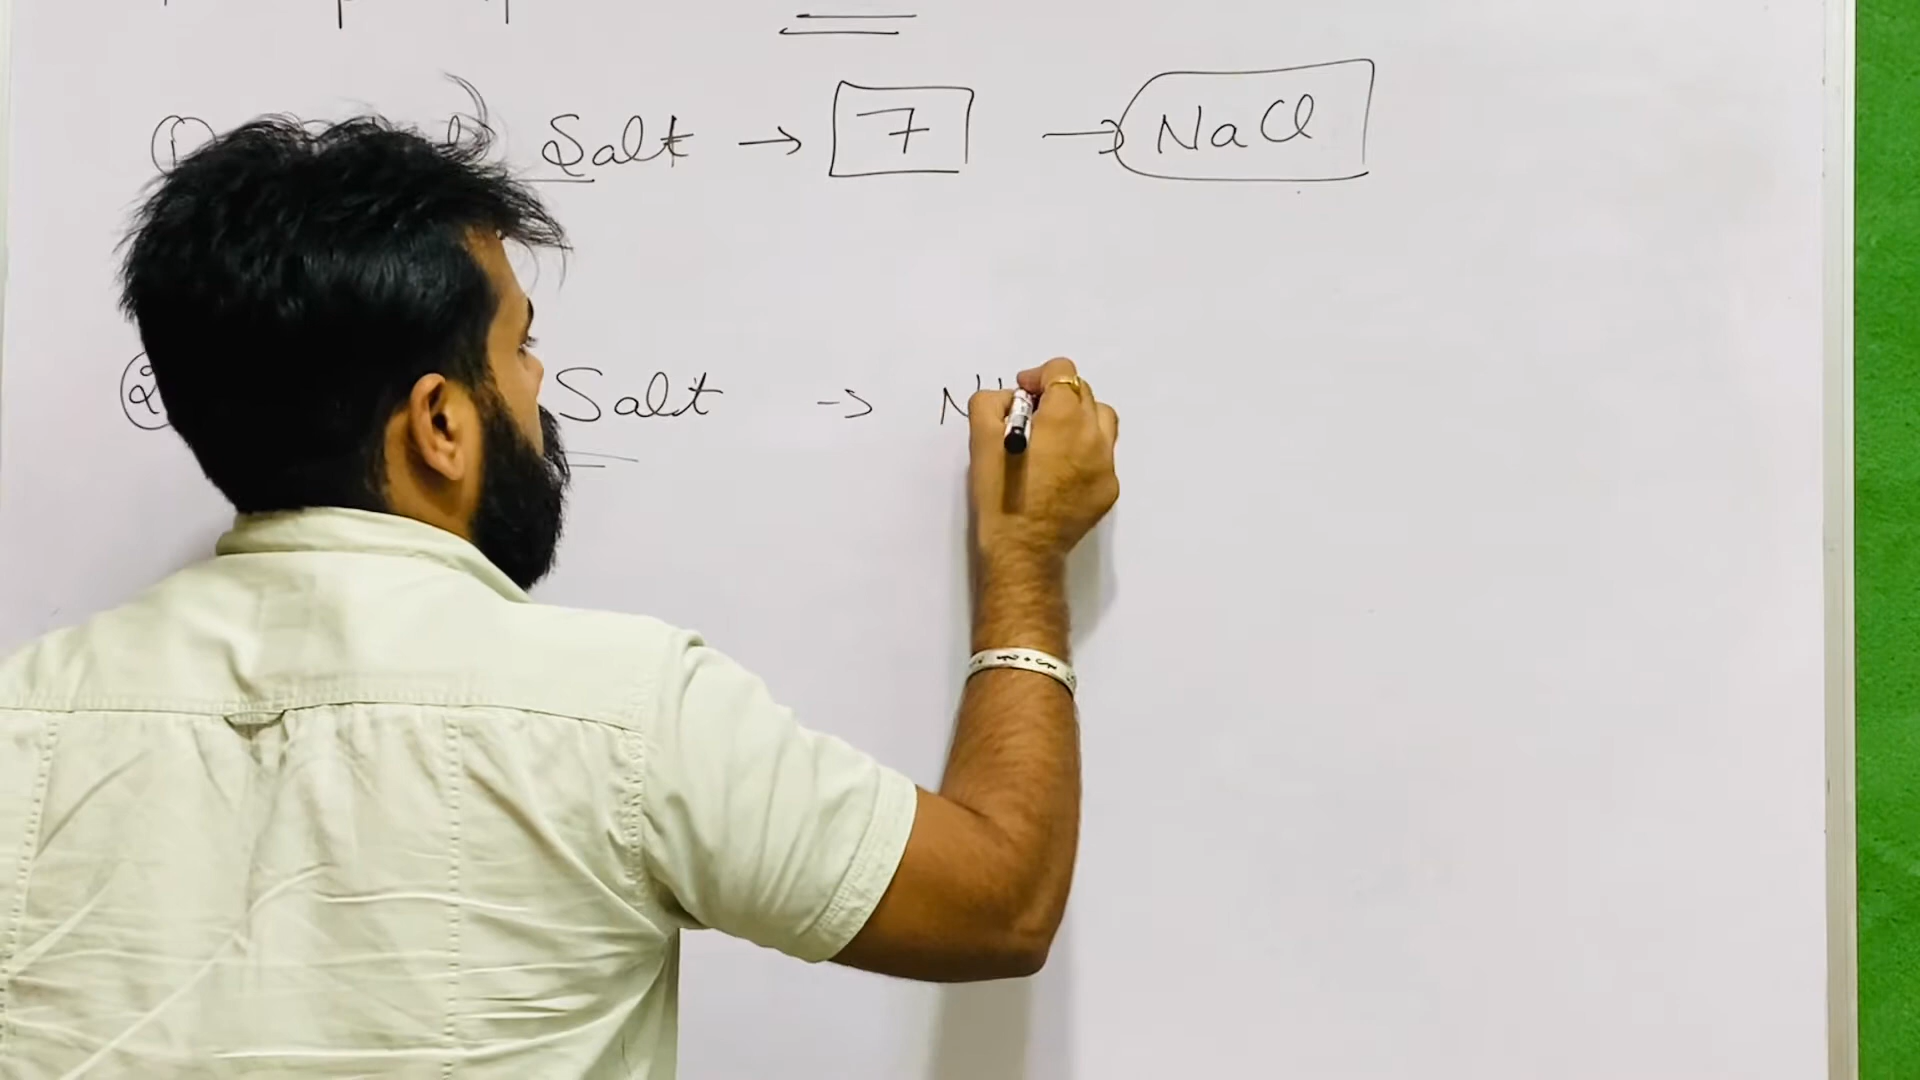 ① Salt → 7 → NaCl
② Salt → N